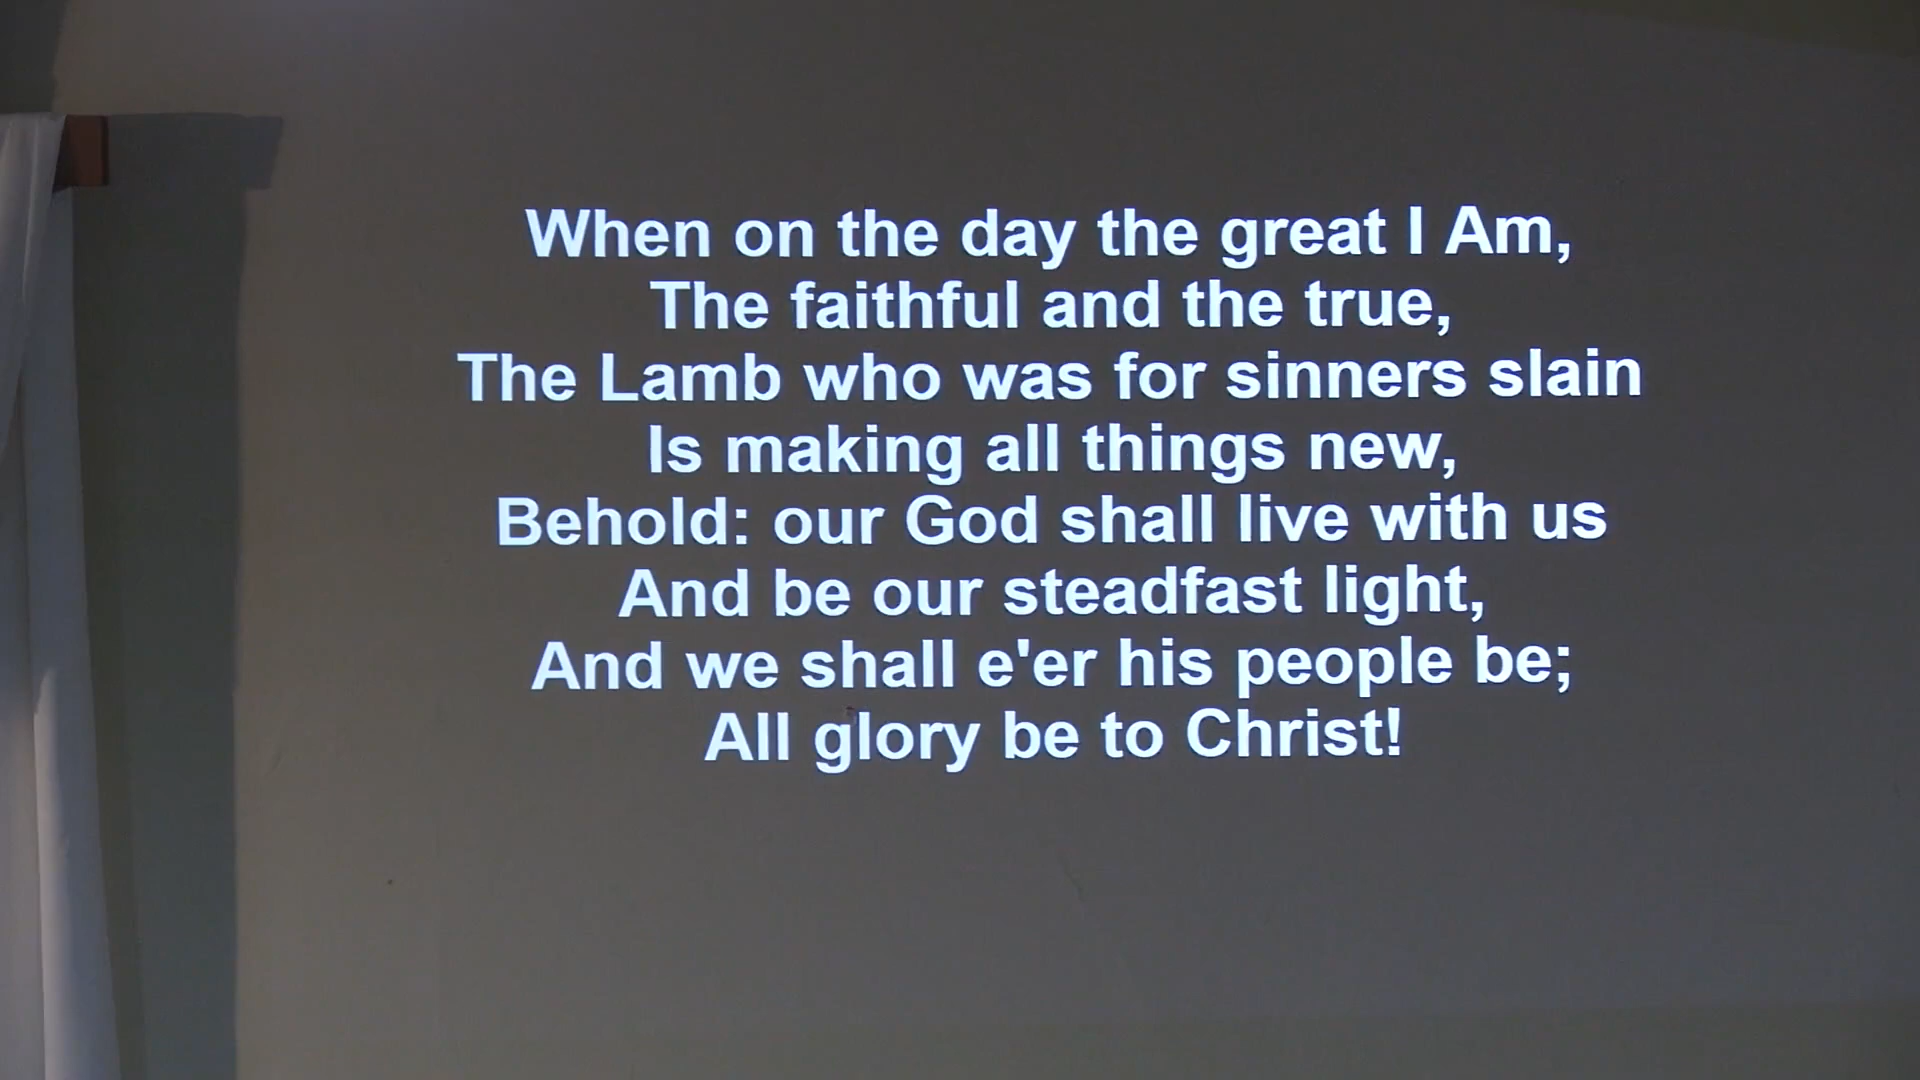 When on the day the great I Am,
The faithful and the true,
The Lamb who was for sinners slain
Is making all things new,
Behold: our God shall live with us
And be our steadfast light,
And we shall e'er his people be;
All glory be to Christ!